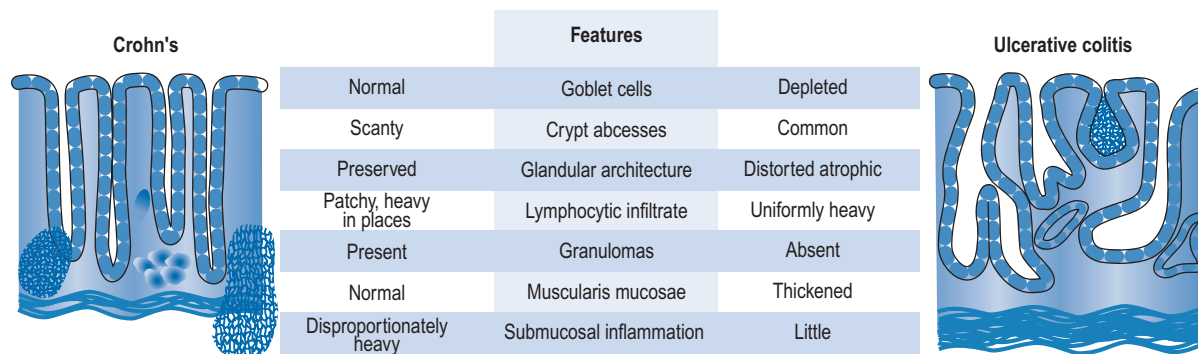 Crohn's
Features
Ulcerative colitis
Normal
Goblet cells
Depleted
Scanty
Crypt abcesses
Common
Preserved
Glandular architecture
Distorted atrophic
Patchy, heavy
in places
Lymphocytic infiltrate
Uniformly heavy
Present
Granulomas
Absent
Normal
Muscularis mucosae
Thickened
Disproportionately
heavy
Submucosal inflammation
Little